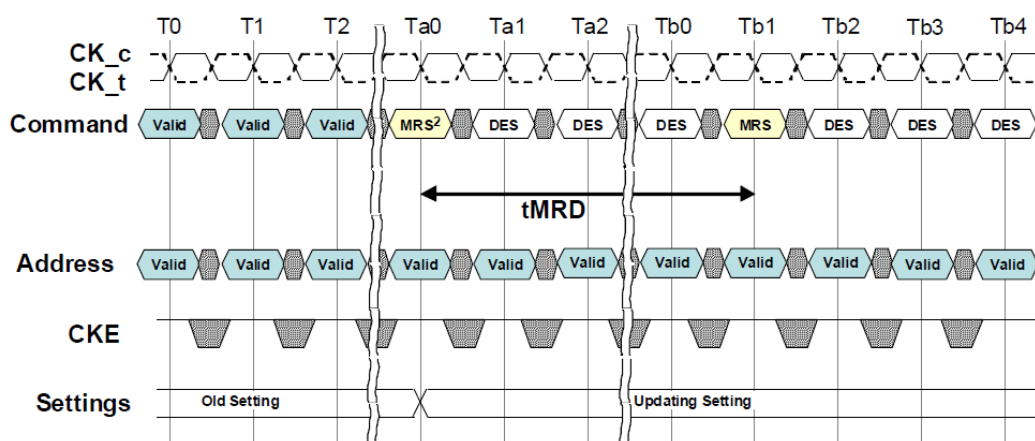 T0 T1 T2 Ta0 Ta1 Ta2 Tb0 Tb1 Tb2 Tb3 Tb4
CK_c
CK_t
Command Valid Valid Valid MRS² DES DES DES MRS DES DES DES
tMRD
Address Valid Valid Valid Valid Valid Valid Valid Valid Valid Valid Valid
CKE
Settings Old Setting Updating Setting